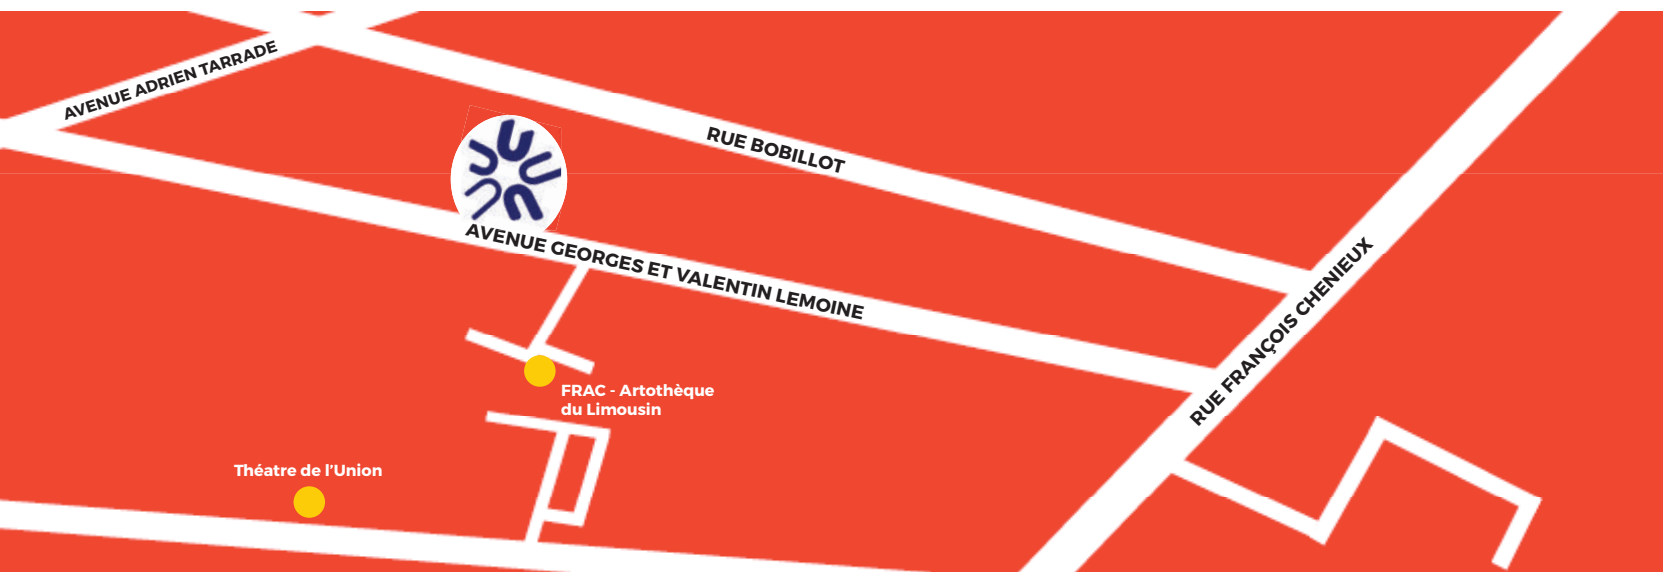 AVENUE ADRIEN TARRADE
RUE BOBILLOT
AVENUE GEORGES ET VALENTIN LEMOINE
RUE FRANÇOIS CHENIEUX
FRAC - Artothèque
du Limousin
Théatre de l'Union